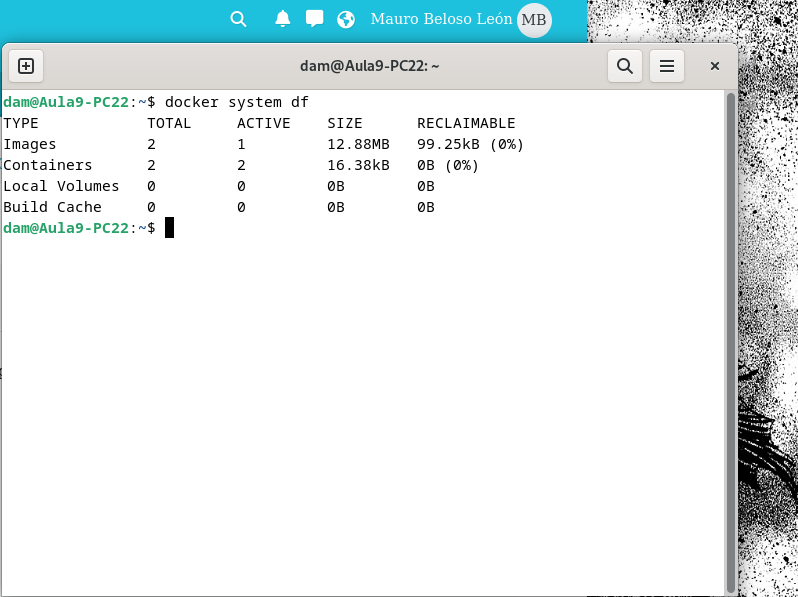 Mauro Beloso León MB
dam@Aula9-PC22: ~
dam@Aula9-PC22:~$ docker system df
TYPE TOTAL ACTIVE SIZE RECLAIMABLE
Images 2 1 12.88MB 99.25kB (0%)
Containers 2 2 16.38kB 0B (0%)
Local Volumes 0 0 0B 0B
Build Cache 0 0 0B 0B
dam@Aula9-PC22:~$